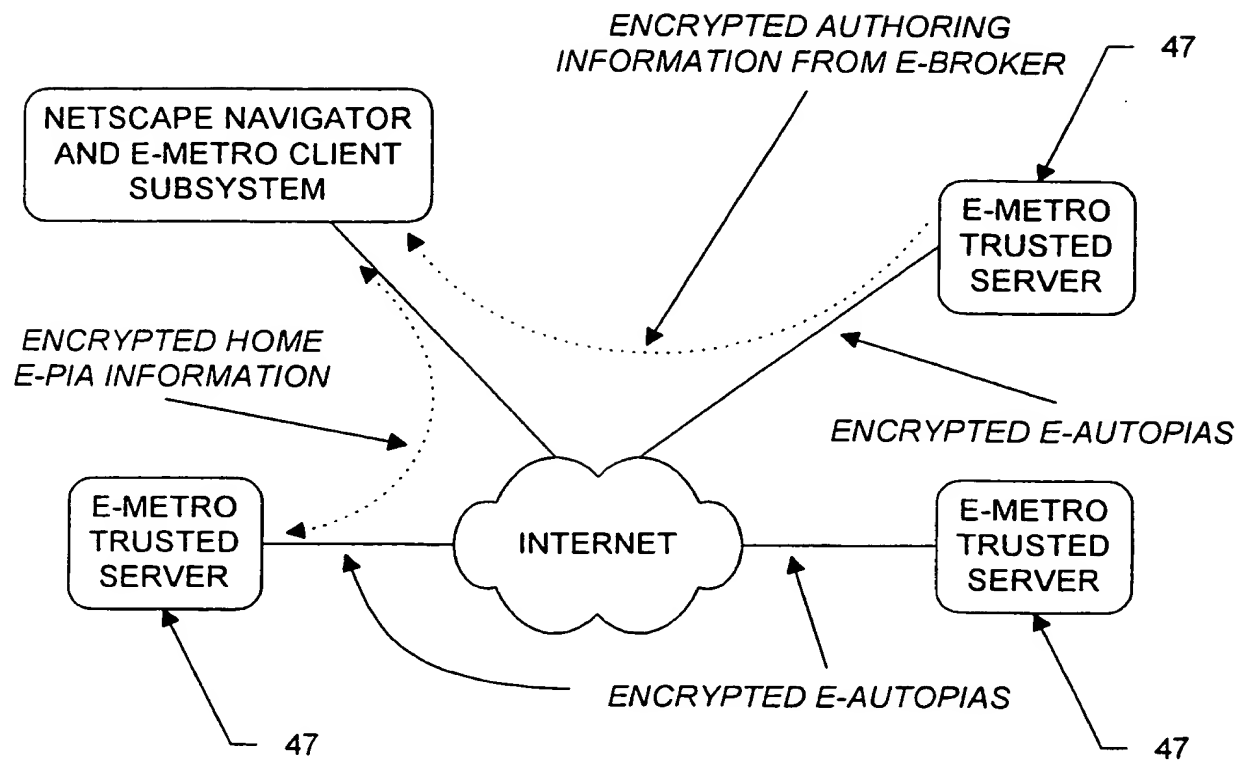 ENCRYPTED AUTHORING
INFORMATION FROM E-BROKER
47
NETSCAPE NAVIGATOR
AND E-METRO CLIENT
SUBSYSTEM
E-METRO
TRUSTED
SERVER
ENCRYPTED HOME
E-PIA INFORMATION
ENCRYPTED E-AUTOPIAS
E-METRO
TRUSTED
SERVER
INTERNET
E-METRO
TRUSTED
SERVER
ENCRYPTED E-AUTOPIAS
47
47